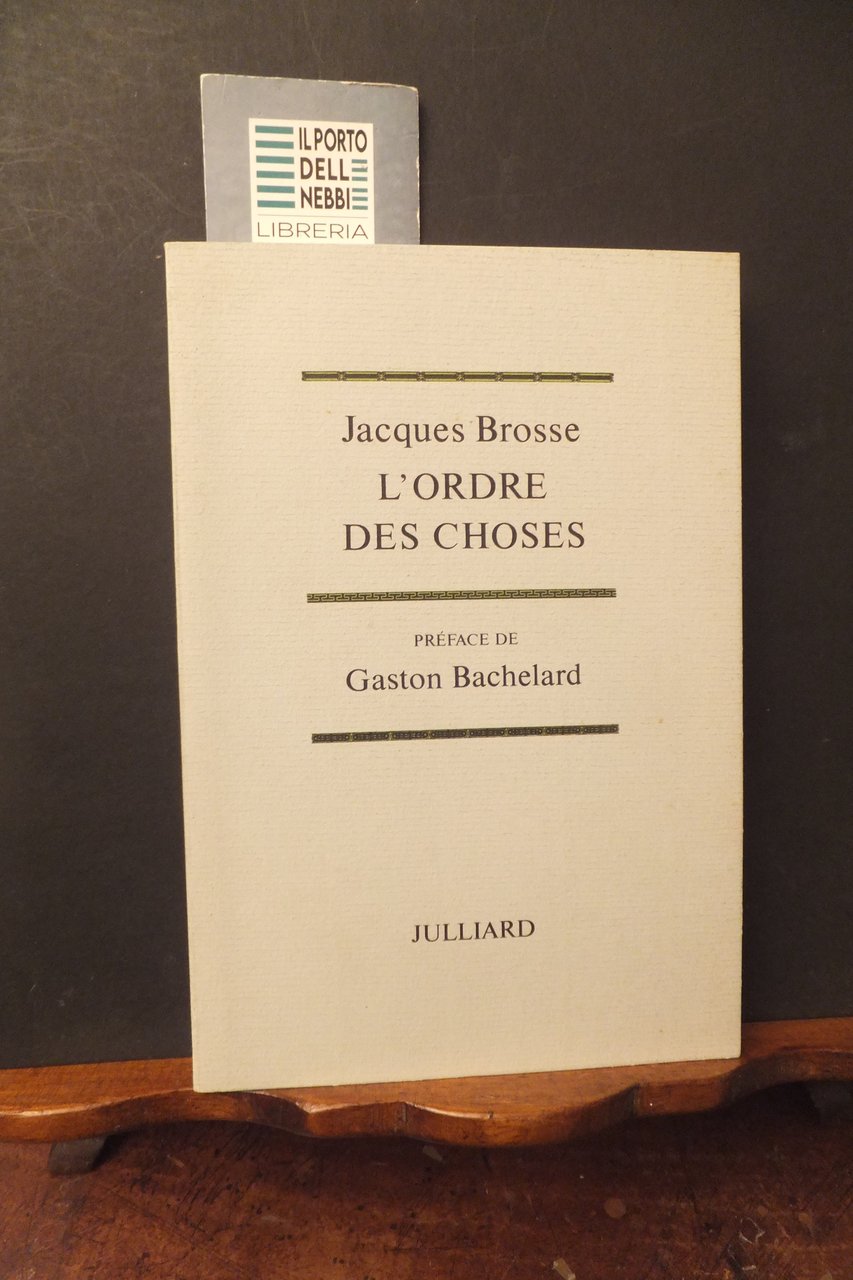 IL PORTO
DELLE
NEBBIE
LIBRERIA
Jacques Brosse
L'ORDRE
DES CHOSES
PRÉFACE DE
Gaston Bachelard
JULLIARD